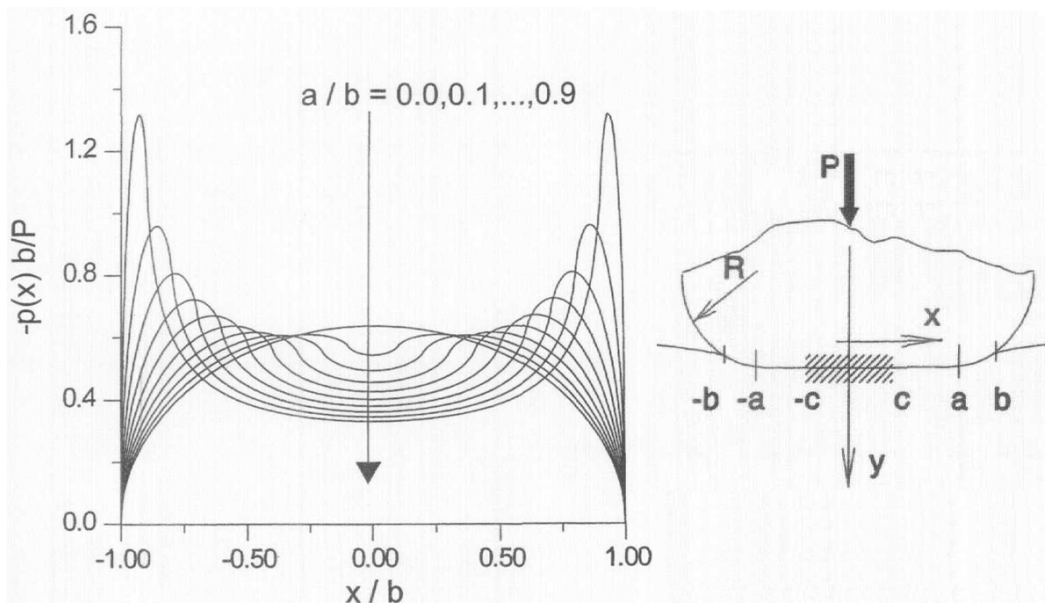 1.6
1.2
0.8
0.4
0.0
-p(x) b/P
a / b = 0.0,0.1,...,0.9
-1.00
-0.50
0.00
0.50
1.00
x / b
P
R
x
-b
-a
-c
c
a
b
y